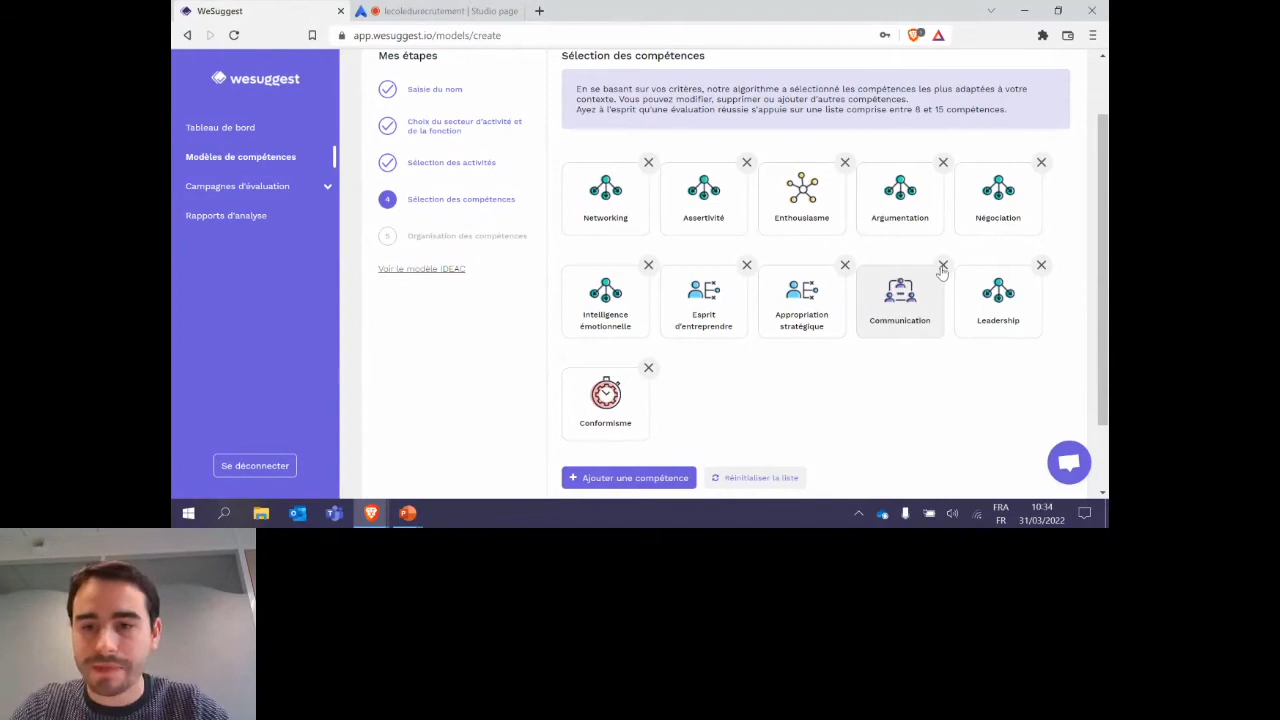 WeSuggest
lecoledurecrutement | Studio page
app.wesuggest.io/models/create
wesuggest
Tableau de bord
Modèles de compétences
Campagnes d'évaluation
Rapports d'analyse
Se déconnecter
Mes étapes
Saisie du nom
Choix du secteur d'activité et
de la fonction
Sélection des activités
4 Sélection des compétences
5 Organisation des compétences
Voir le modèle IDEAC
Sélection des compétences
En se basant sur vos critères, notre algorithme a sélectionné les compétences les plus adaptées à votre
contexte. Vous pouvez modifier, supprimer ou ajouter d'autres compétences.
Ayez à l'esprit qu'une évaluation réussie s'appuie sur une liste comprise entre 8 et 15 compétences.
Networking
Assertivité
Enthousiasme
Argumentation
Négociation
Intelligence
émotionnelle
Esprit
d'entreprendre
Appropriation
stratégique
Communication
Leadership
Conformisme
+ Ajouter une compétence
Réinitialiser la liste
FRA
FR
10:34
31/03/2022